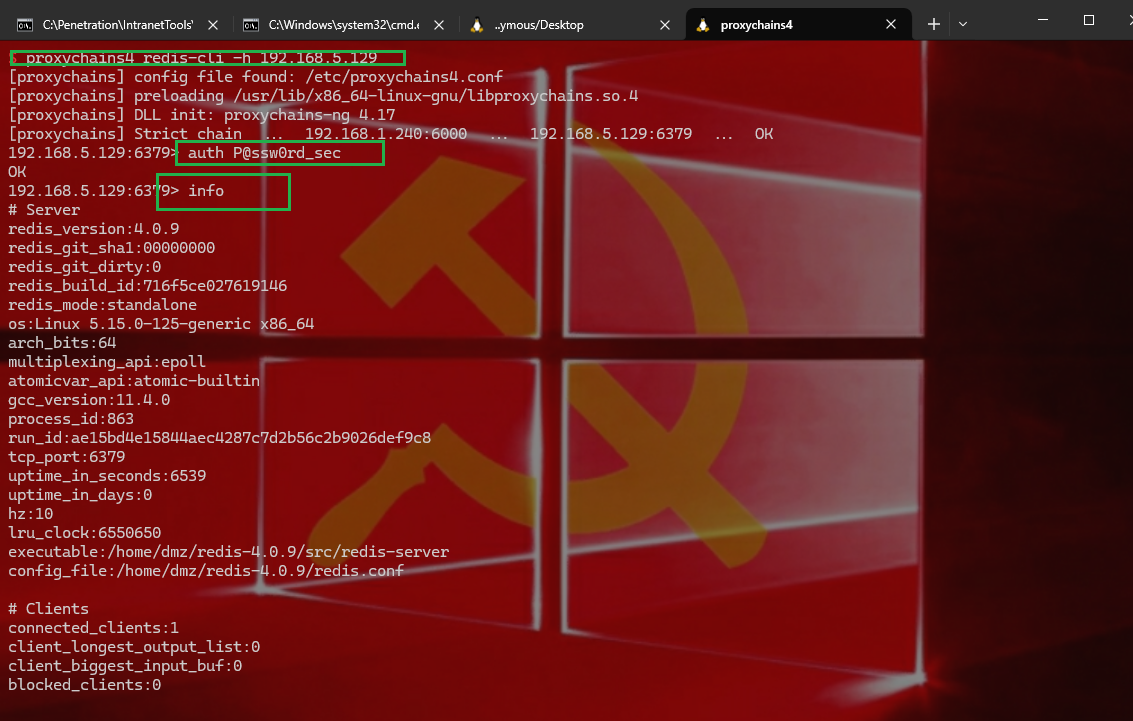 C:\Penetration\IntranetTools'
C:\Windows\system32\cmd.e
..ymous/Desktop
proxychains4
$ proxychains4 redis-cli -h 192.168.5.129
[proxychains] config file found: /etc/proxychains4.conf
[proxychains] preloading /usr/lib/x86_64-linux-gnu/libproxychains.so.4
[proxychains] DLL init: proxychains-ng 4.17
[proxychains] Strict chain  ...  192.168.1.240:6000  ...  192.168.5.129:6379  ...  OK
192.168.5.129:6379> auth P@ssw0rd_sec
OK
192.168.5.129:6379> info
# Server
redis_version:4.0.9
redis_git_sha1:00000000
redis_git_dirty:0
redis_build_id:716f5ce027619146
redis_mode:standalone
os:Linux 5.15.0-125-generic x86_64
arch_bits:64
multiplexing_api:epoll
atomicvar_api:atomic-builtin
gcc_version:11.4.0
process_id:863
run_id:ae15bd4e15844aec4287c7d2b56c2b9026def9c8
tcp_port:6379
uptime_in_seconds:6539
uptime_in_days:0
hz:10
lru_clock:6550650
executable:/home/dmz/redis-4.0.9/src/redis-server
config_file:/home/dmz/redis-4.0.9/redis.conf
# Clients
connected_clients:1
client_longest_output_list:0
client_biggest_input_buf:0
blocked_clients:0